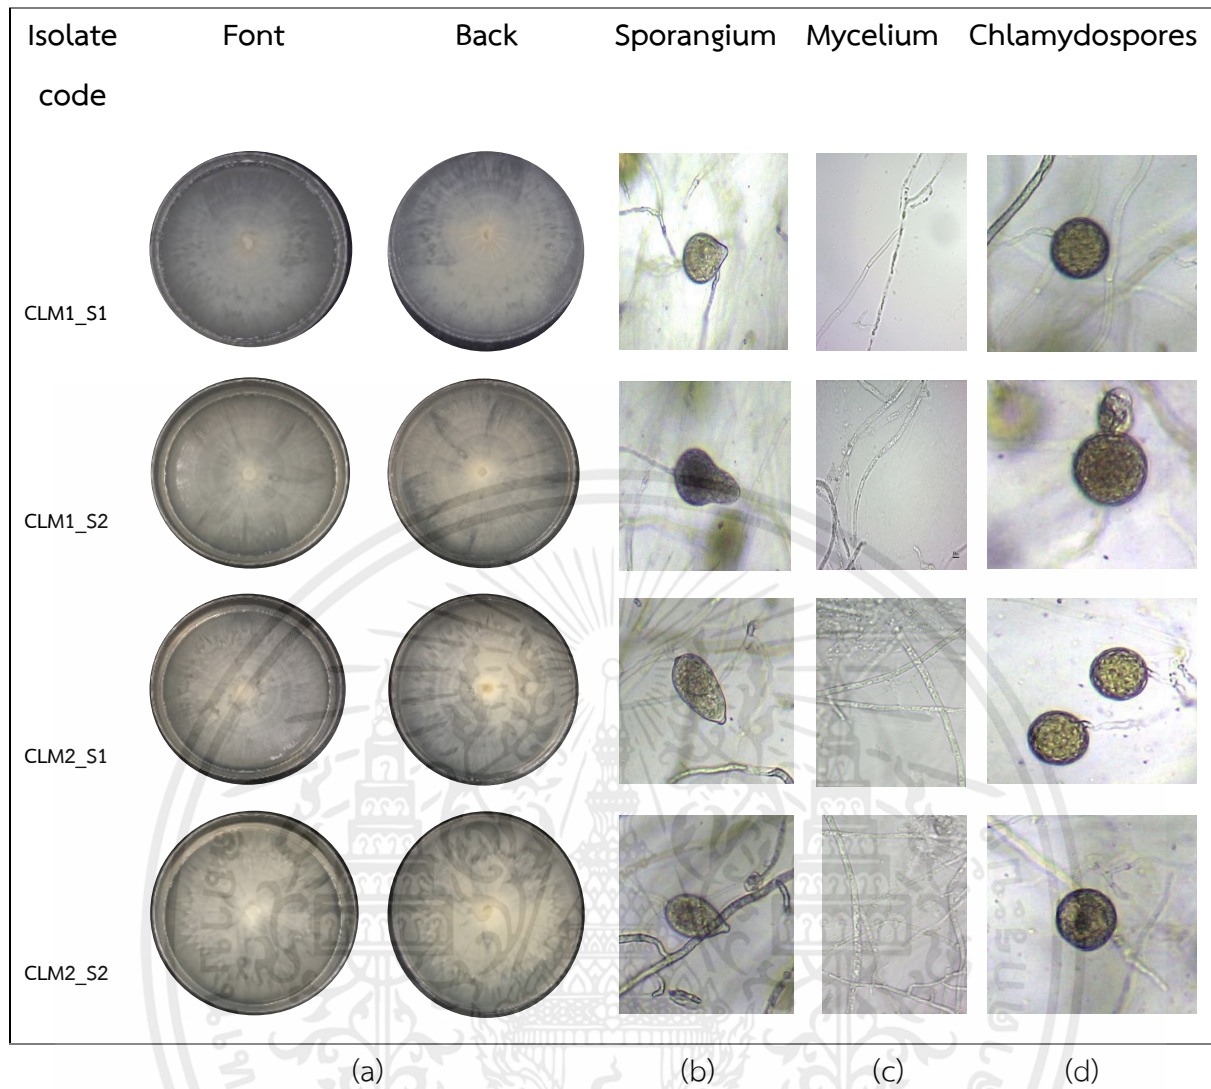 Isolate code
Font
Back
Sporangium
Mycelium
Chlamydospores
CLM1_S1
CLM1_S2
CLM2_S1
CLM2_S2
(a)
(b)
(c)
(d)